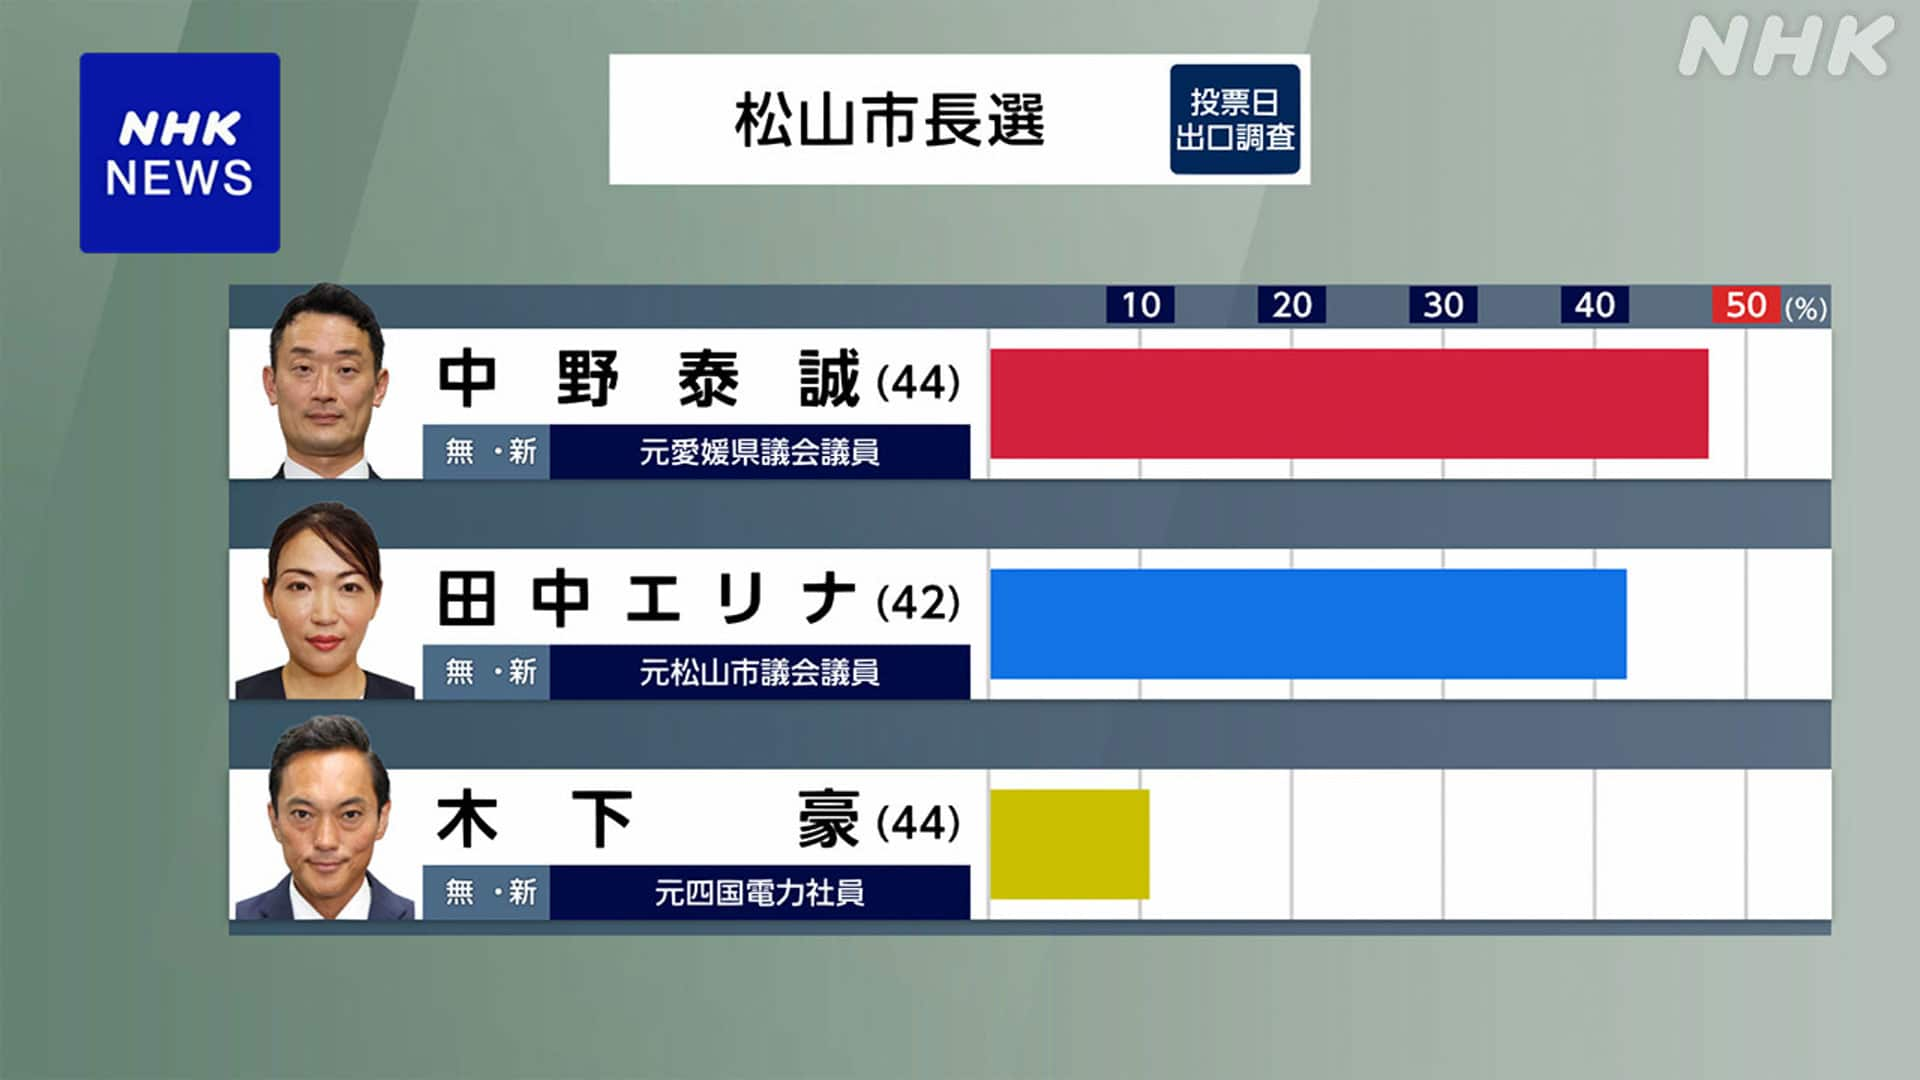 NHK
NHK
NEWS
松山市長選
投票日
出口調査
10 20 30 40 50 (%)
中野泰誠(44)
無・新 元愛媛県議会議員
田中エリナ(42)
無・新 元松山市議会議員
木下豪(44)
無・新 元四国電力社員